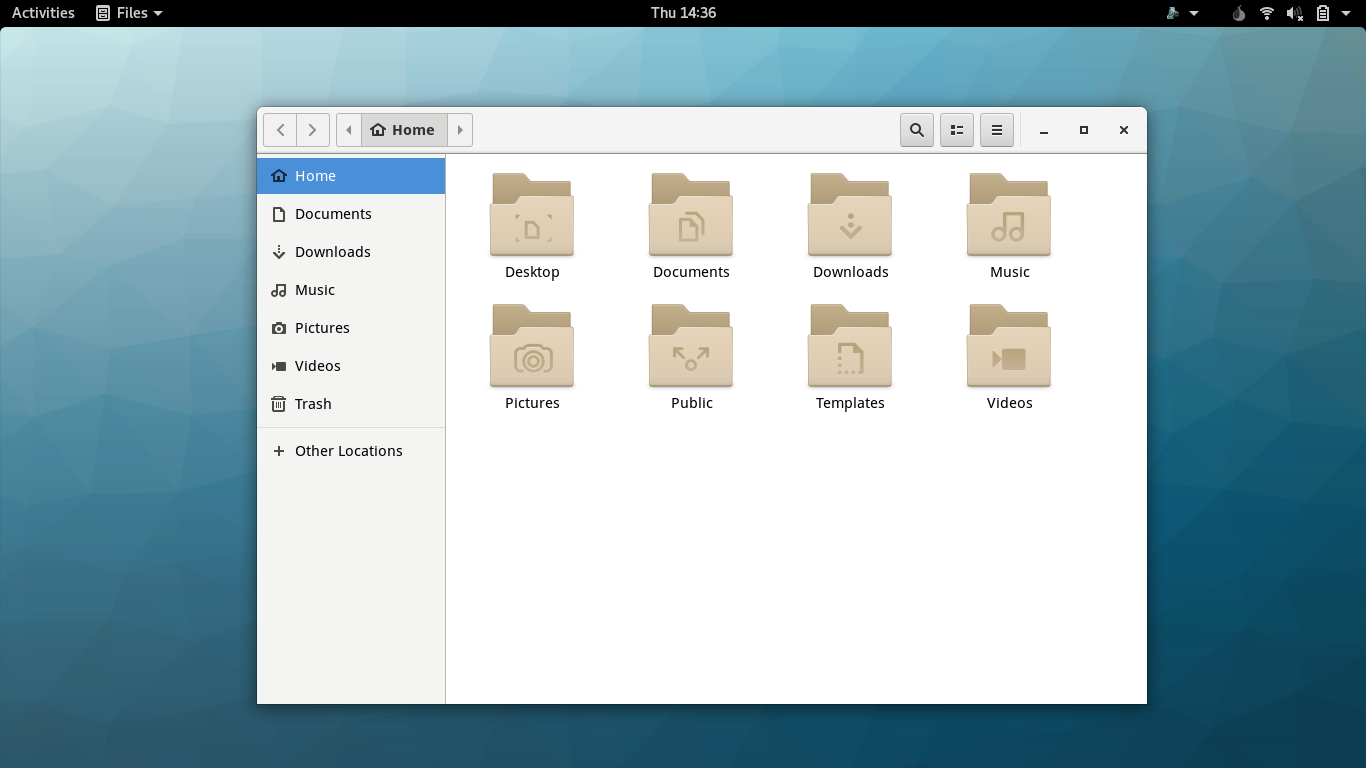 Activities Files Thu 14:36
Home
Home
Documents
Downloads
Music
Pictures
Videos
Trash
Other Locations
Desktop Documents Downloads Music
Pictures Public Templates Videos